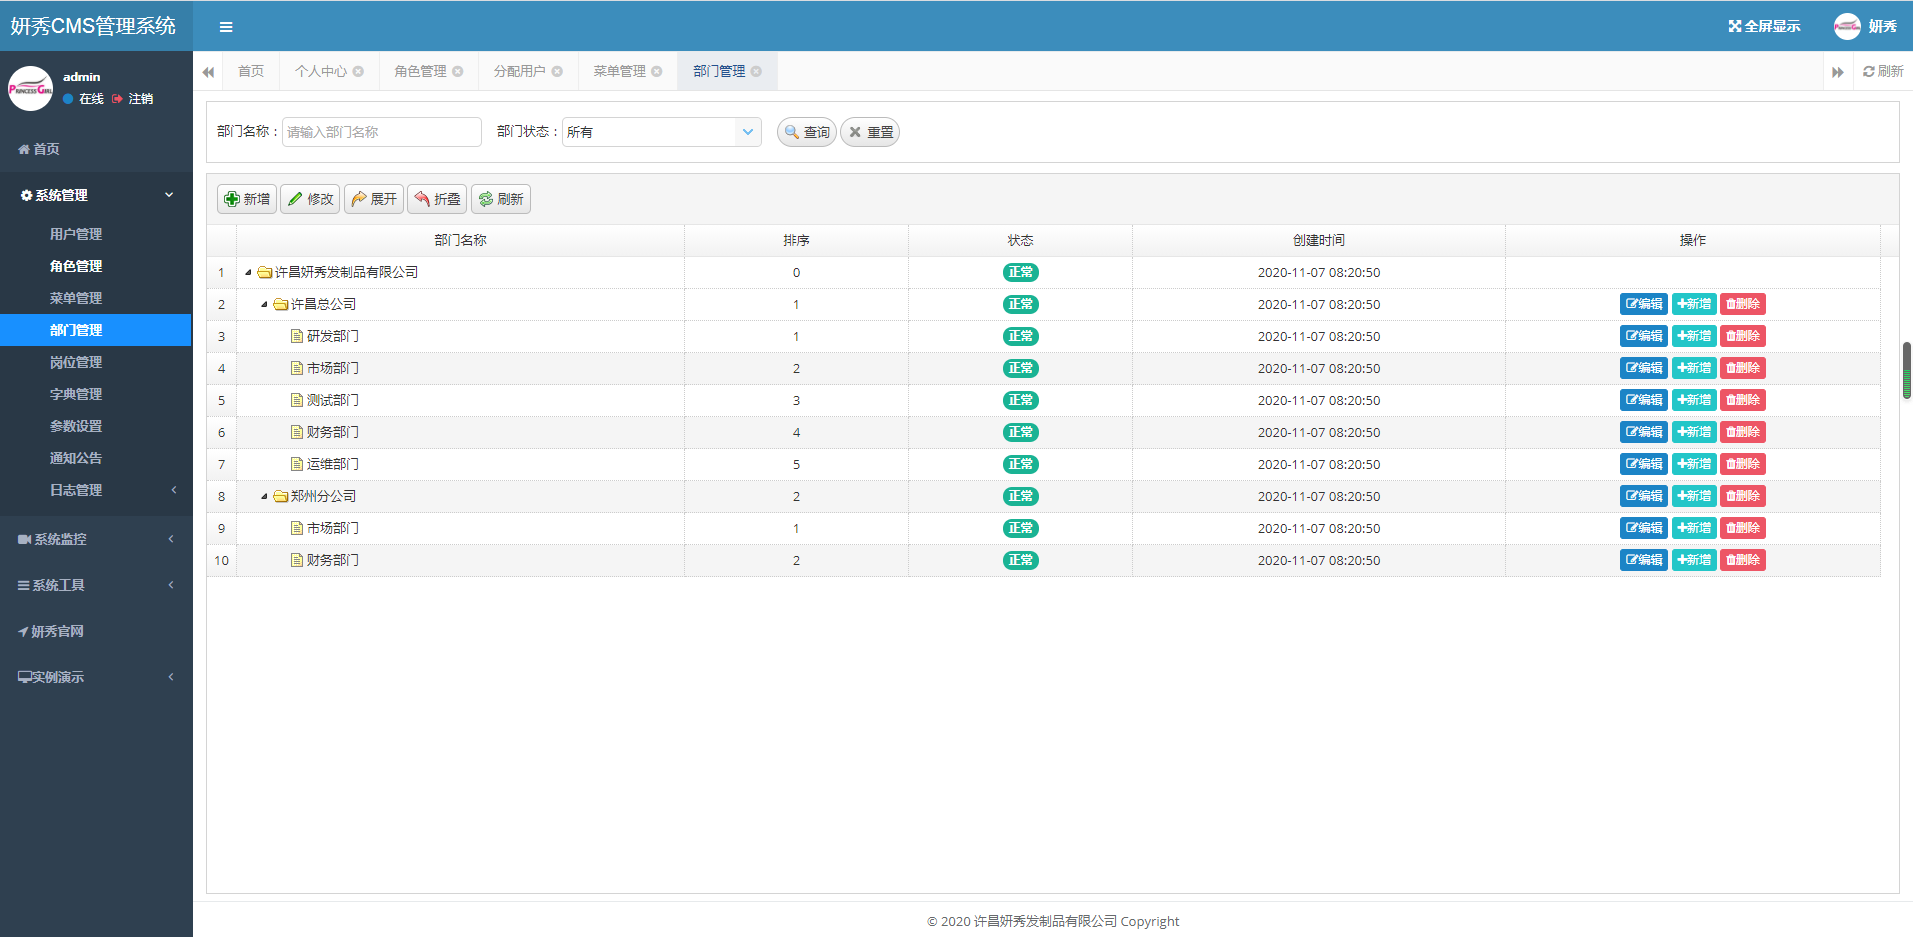 妍秀CMS管理系统
全屏显示
PRINCESS GIRL
妍秀
PRINCESS GIRL
admin
在线 注销
首页
系统管理
用户管理
角色管理
菜单管理
部门管理
岗位管理
字典管理
参数设置
通知公告
日志管理
系统监控
系统工具
妍秀官网
实例演示
首页 个人中心 角色管理 分配用户 菜单管理 部门管理 刷新
部门名称： 请输入部门名称 部门状态： 所有 查询 重置
新增 修改 展开 折叠 刷新
部门名称 排序 状态 创建时间 操作
1 许昌妍秀发制品有限公司 0 正常 2020-11-07 08:20:50
2 许昌总公司 1 正常 2020-11-07 08:20:50 编辑 新增 删除
3 研发部门 1 正常 2020-11-07 08:20:50 编辑 新增 删除
4 市场部门 2 正常 2020-11-07 08:20:50 编辑 新增 删除
5 测试部门 3 正常 2020-11-07 08:20:50 编辑 新增 删除
6 财务部门 4 正常 2020-11-07 08:20:50 编辑 新增 删除
7 运维部门 5 正常 2020-11-07 08:20:50 编辑 新增 删除
8 郑州分公司 2 正常 2020-11-07 08:20:50 编辑 新增 删除
9 市场部门 1 正常 2020-11-07 08:20:50 编辑 新增 删除
10 财务部门 2 正常 2020-11-07 08:20:50 编辑 新增 删除
© 2020 许昌妍秀发制品有限公司 Copyright